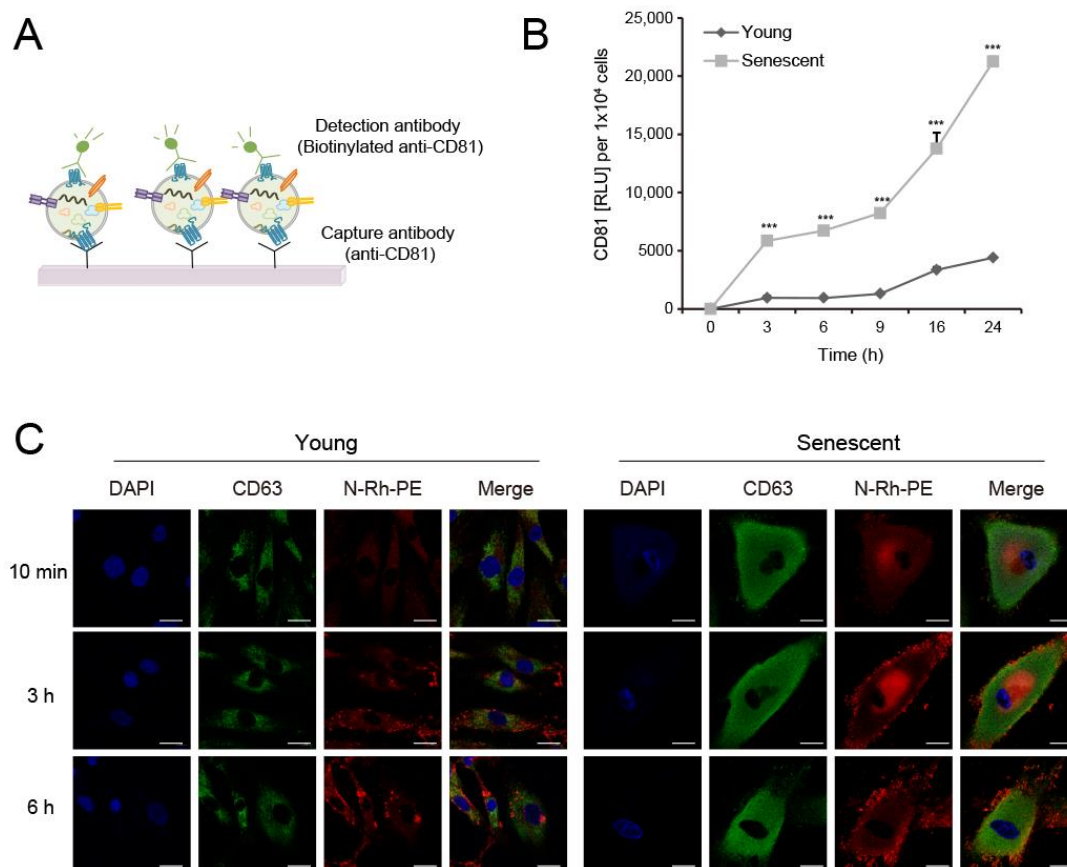 A
Detection antibody
(Biotinylated anti-CD81)
Capture antibody
(anti-CD81)
B
CD81 [RLU] per 1x10⁴ cells
25,000
20,000
15,000
10,000
5000
0
Young
Senescent
***
***
***
***
***
0 3 6 9 16 24
Time (h)
C
Young Senescent
DAPI CD63 N-Rh-PE Merge DAPI CD63 N-Rh-PE Merge
10 min
3 h
6 h